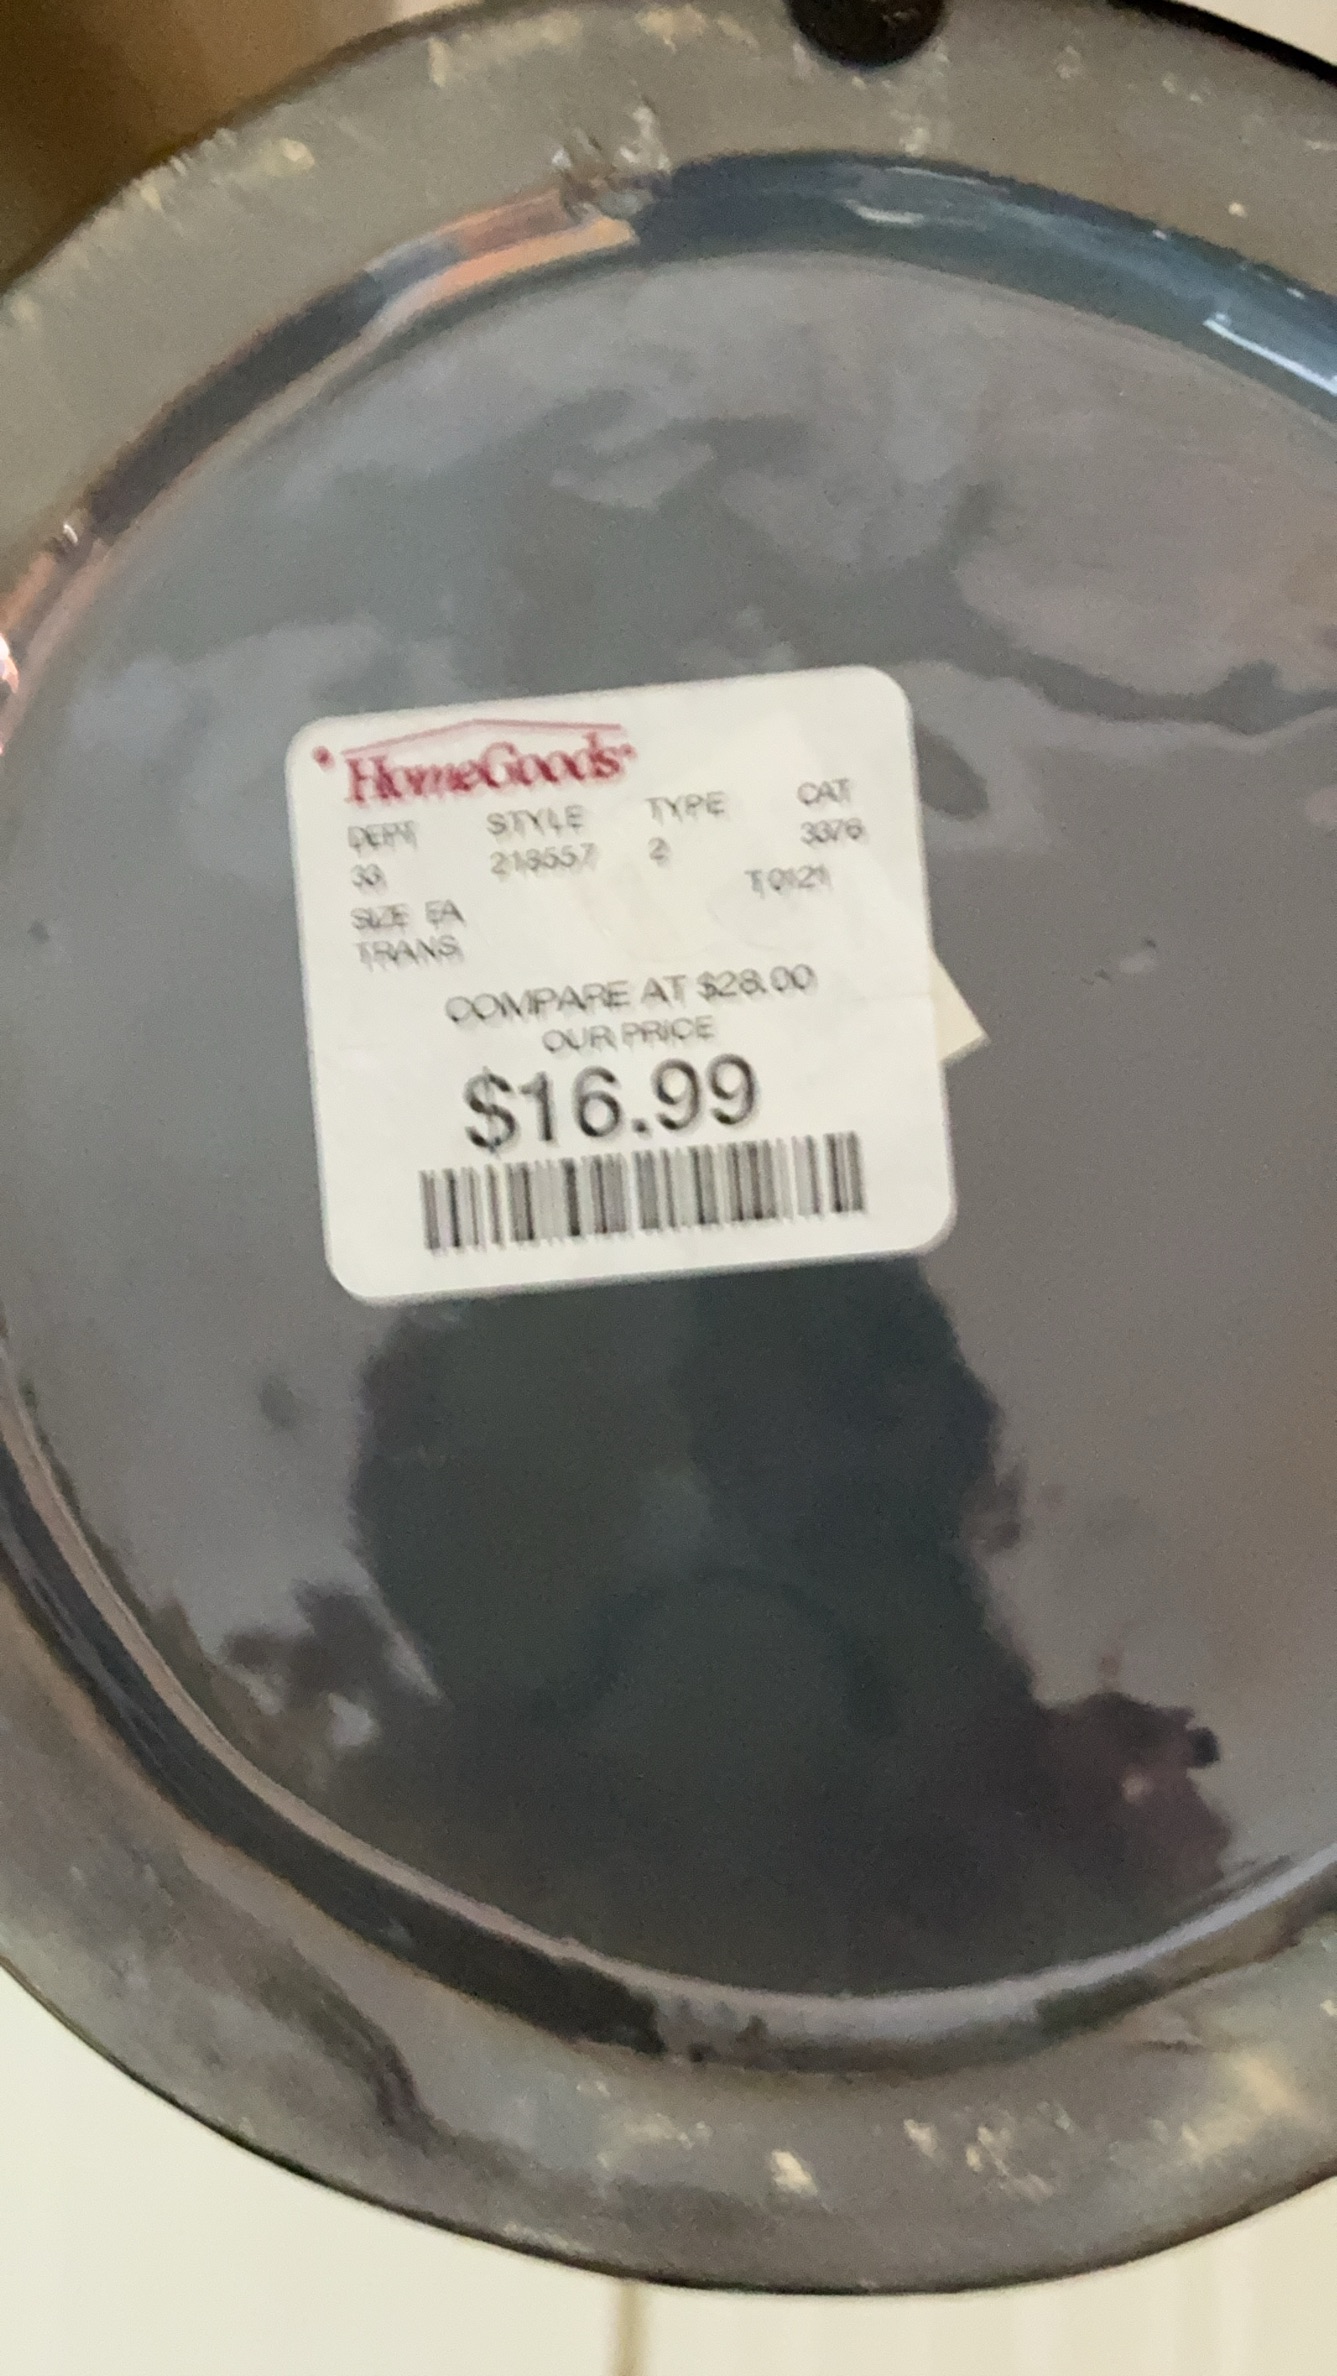 HomeGoods
DEPT STYLE TYPE CAT
33 218557 2 3376
T0121
SIZE EA
TRANS
COMPARE AT $28.00
OUR PRICE
$16.99